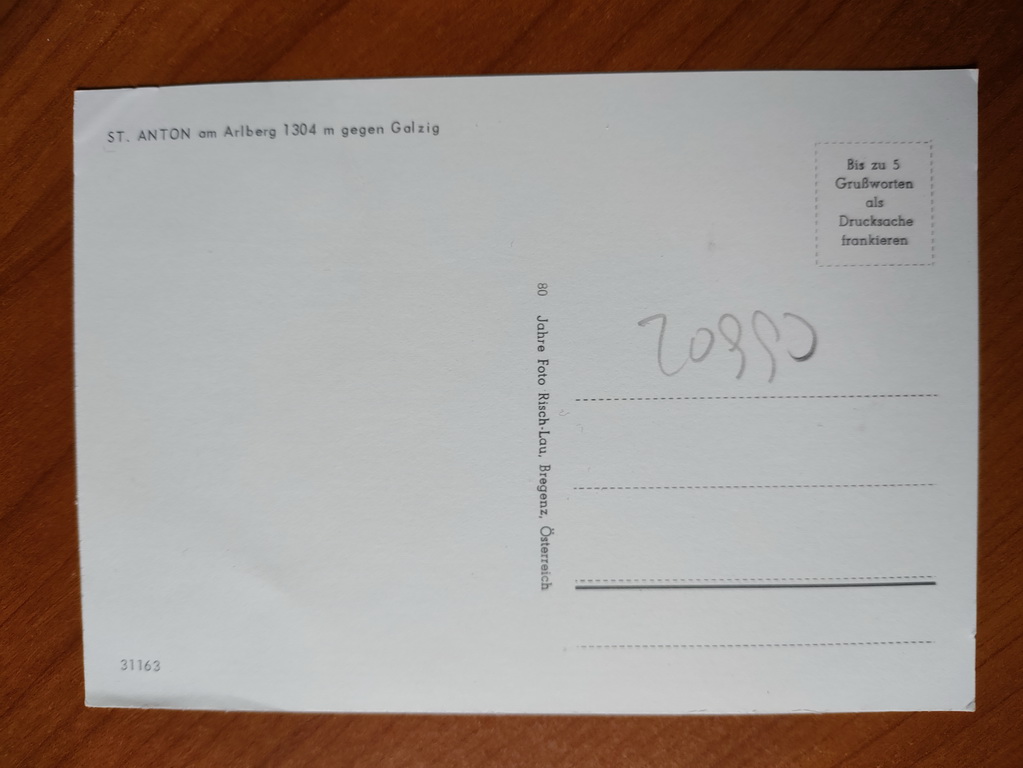 ST. ANTON am Arlberg 1304 m gegen Galzig
Bis zu 5
Grußworten
als
Drucksache
frankieren
80 Jahre Foto Risch-Lau, Bregenz, Österreich
31163